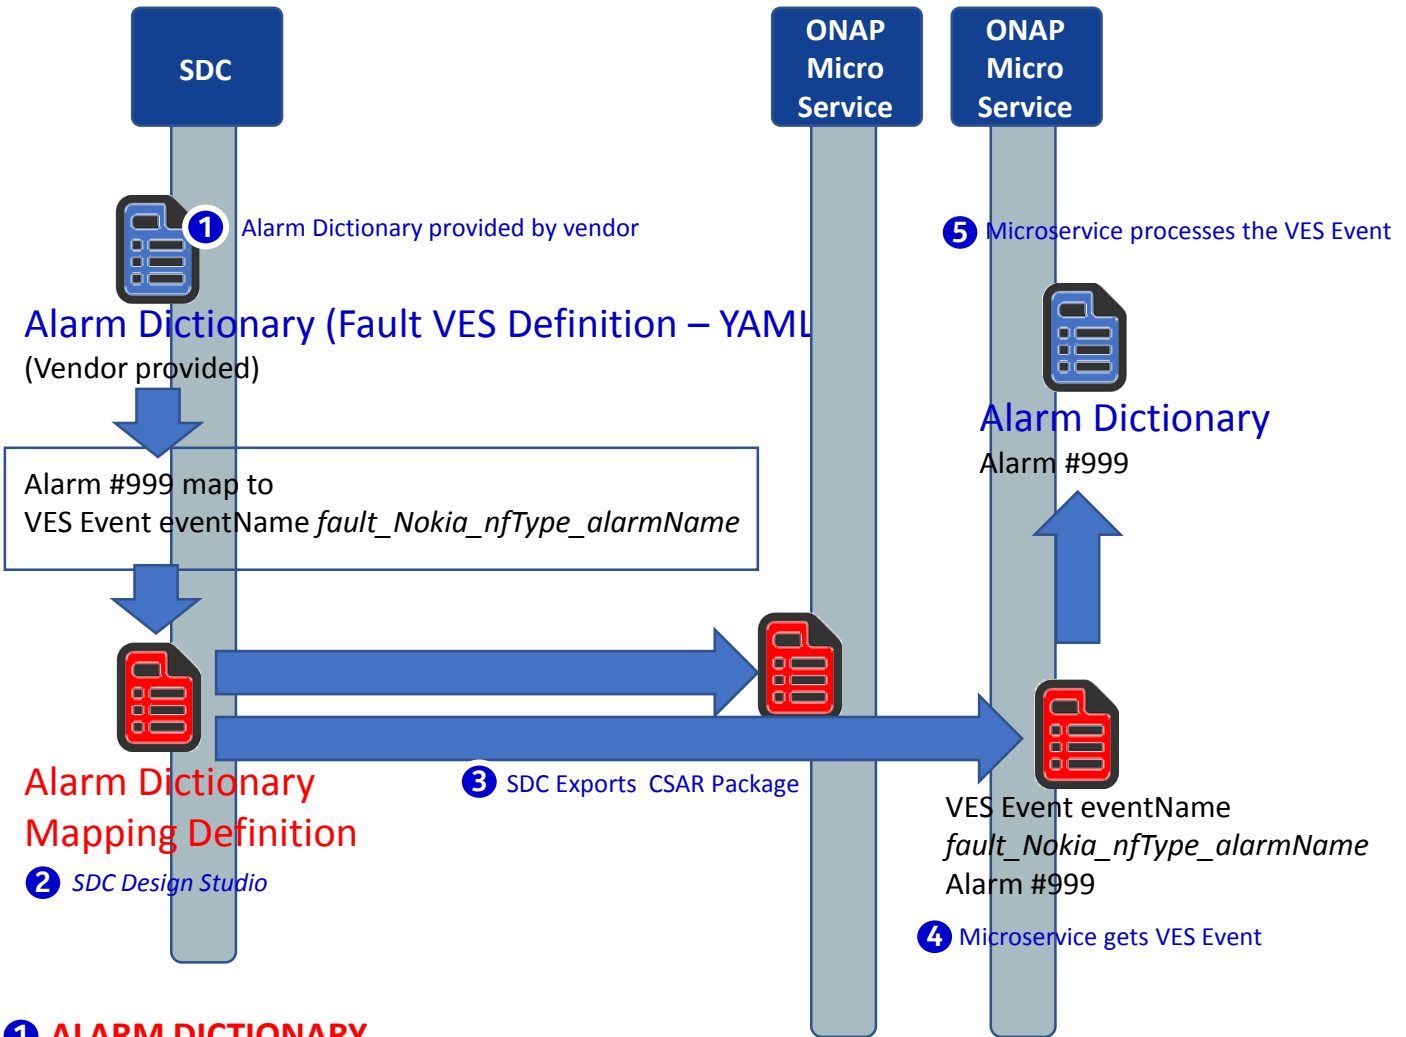 SDC
ONAP
Micro
Service
ONAP
Micro
Service
1 Alarm Dictionary provided by vendor
5 Microservice processes the VES Event
Alarm Dictionary (Fault VES Definition – YAML
(Vendor provided)
Alarm Dictionary
Alarm #999
Alarm #999 map to
VES Event eventName fault_Nokia_nfType_alarmName
Alarm Dictionary
Mapping Definition
2 SDC Design Studio
3 SDC Exports CSAR Package
VES Event eventName
fault_Nokia_nfType_alarmName
Alarm #999
4 Microservice gets VES Event
1 ALARM DICTIONARY